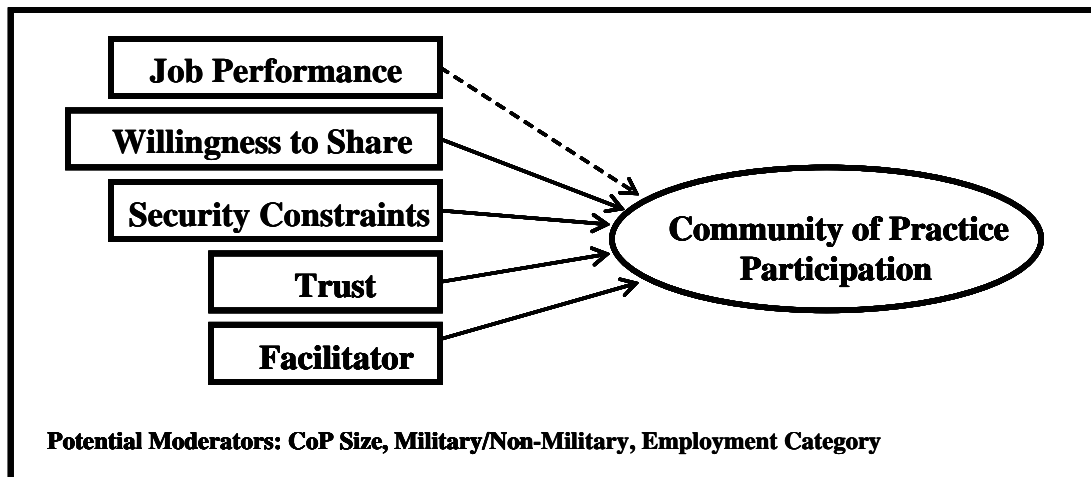 Job Performance
Willingness to Share
Security Constraints
Trust
Facilitator
Community of Practice
Participation
Potential Moderators: CoP Size, Military/Non-Military, Employment Category